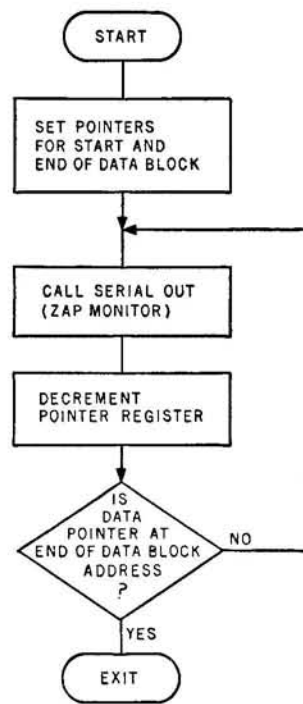 START
SET POINTERS
FOR START AND
END OF DATA BLOCK
CALL SERIAL OUT
(ZAP MONITOR)
DECREMENT
POINTER REGISTER
IS
DATA
POINTER AT
END OF DATA BLOCK
ADDRESS
?
NO
YES
EXIT